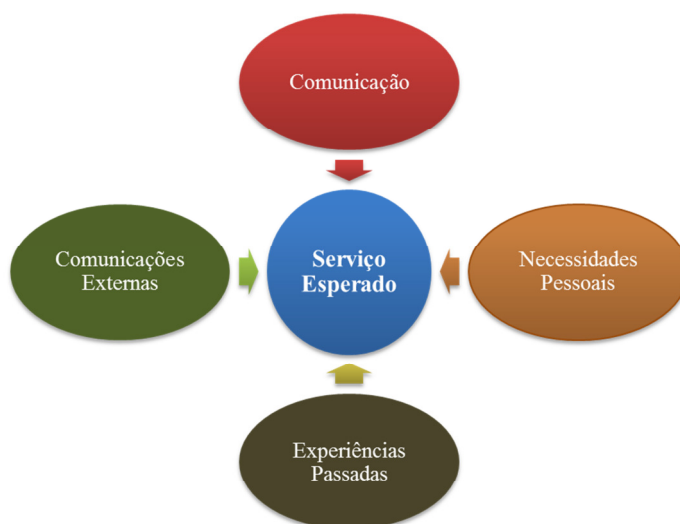 Comunicação
Comunicações
Externas
Serviço
Esperado
Necessidades
Pessoais
Experiências
Passadas